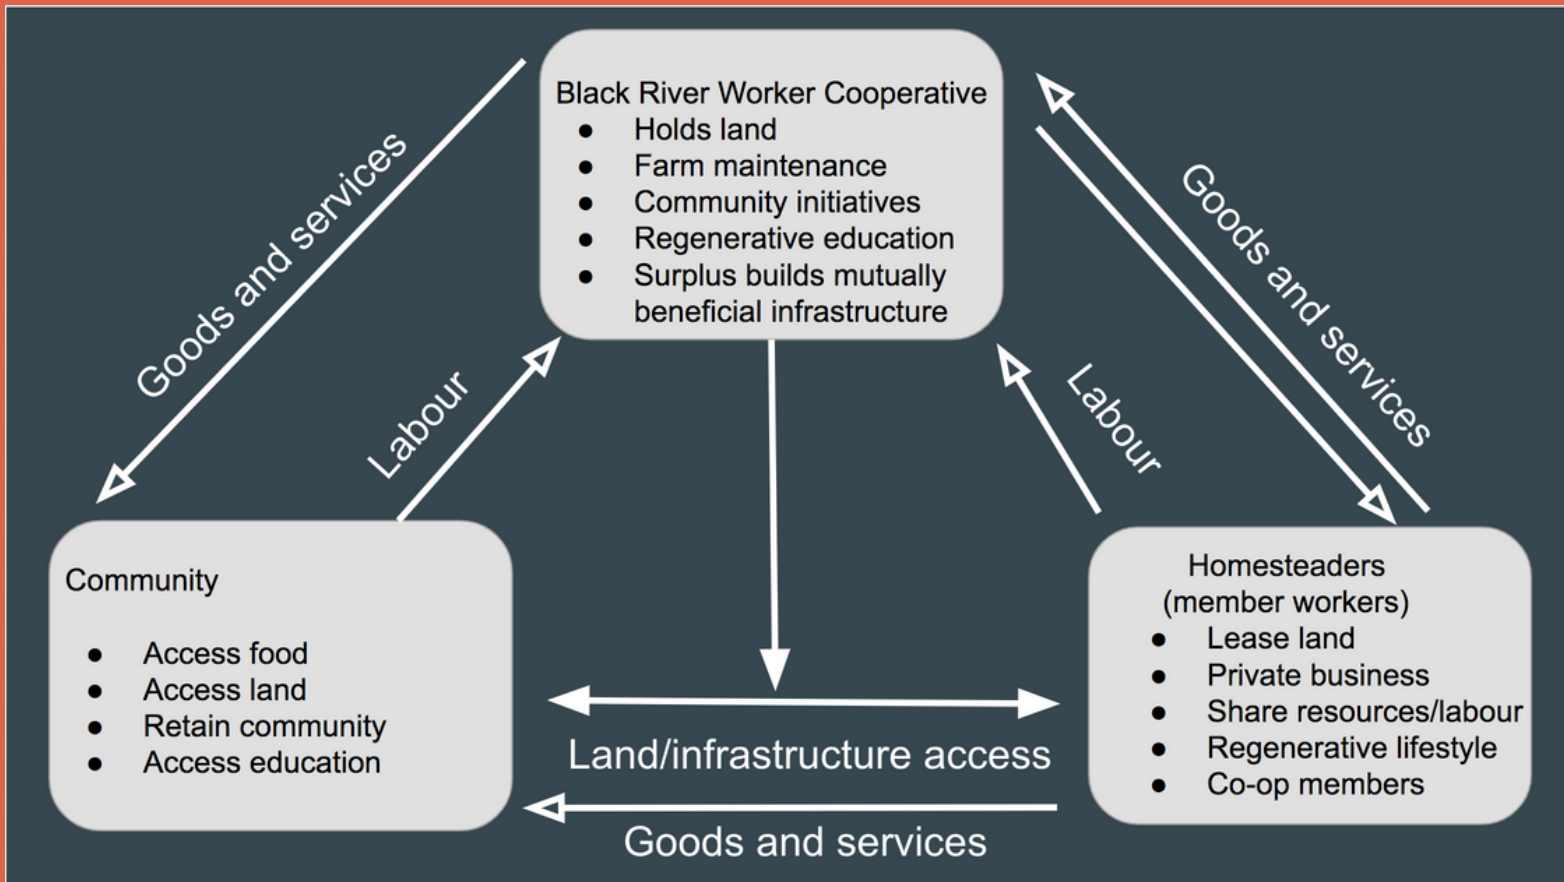 Black River Worker Cooperative
● Holds land
● Farm maintenance
● Community initiatives
● Regenerative education
● Surplus builds mutually
beneficial infrastructure
Goods and services
Labour
Labour
Goods and services
Community
● Access food
● Access land
● Retain community
● Access education
Homesteaders
(member workers)
● Lease land
● Private business
● Share resources/labour
● Regenerative lifestyle
● Co-op members
Land/infrastructure access
Goods and services